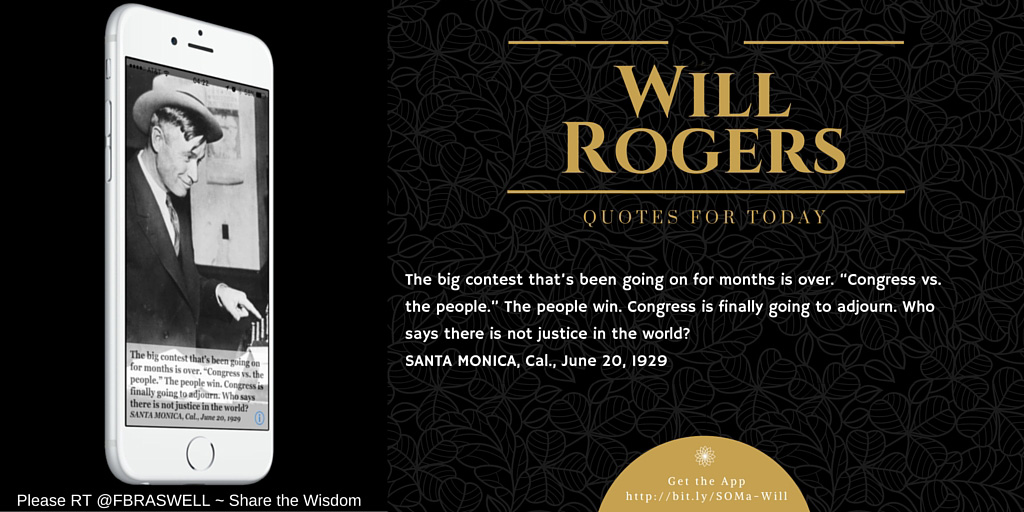 04:22
The big contest that's been going on
for months is over. "Congress vs. the
people." The people win. Congress is
finally going to adjourn. Who says
there is not justice in the world?
SANTA MONICA, Cal., June 20, 1929
Please RT @FBRASWELL ~ Share the Wisdom
WILL
ROGERS
QUOTES FOR TODAY
The big contest that's been going on for months is over. "Congress vs.
the people." The people win. Congress is finally going to adjourn. Who
says there is not justice in the world?
SANTA MONICA, Cal., June 20, 1929
Get the App
http://bit.ly/SOMa-Will